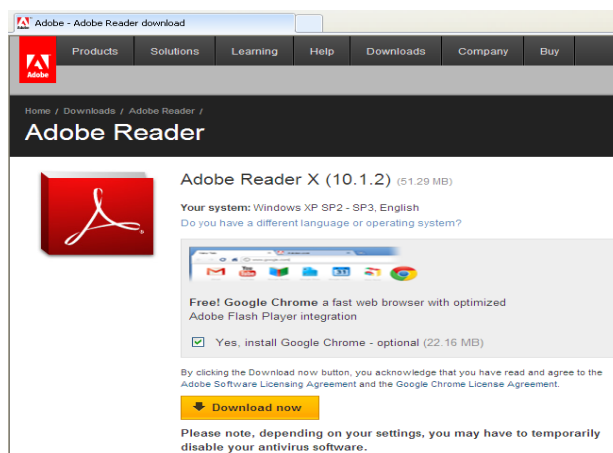 Adobe - Adobe Reader download
Products Solutions Learning Help Downloads Company Buy
Adobe
Home / Downloads / Adobe Reader /
Adobe Reader
Adobe Reader X (10.1.2) (51.29 MB)
Your system: Windows XP SP2 - SP3, English
Do you have a different language or operating system?
Free! Google Chrome a fast web browser with optimized
Adobe Flash Player integration
Yes, install Google Chrome - optional (22.16 MB)
By clicking the Download now button, you acknowledge that you have read and agree to the
Adobe Software Licensing Agreement and the Google Chrome License Agreement.
Download now
Please note, depending on your settings, you may have to temporarily
disable your antivirus software.